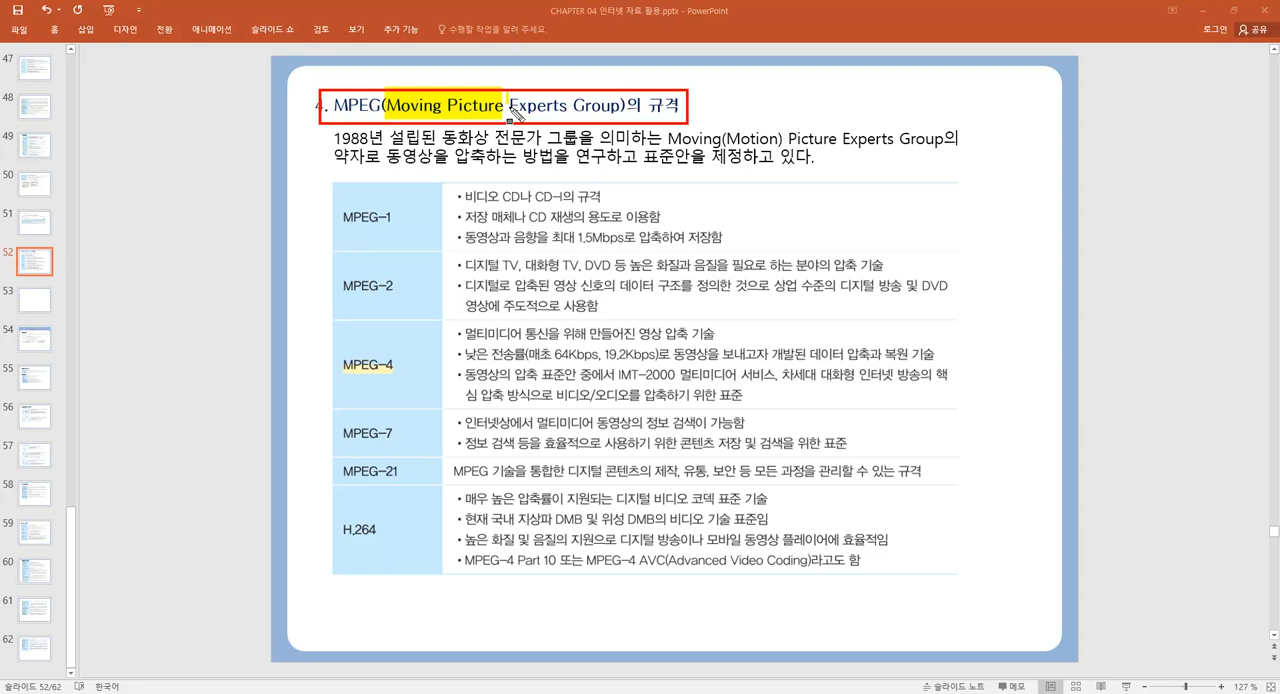 CHAPTER 04 인터넷 자료 활용.pptx - PowerPoint
파일 홈 삽입 디자인 전환 애니메이션 슬라이드 쇼 검토 보기 추가 기능 수행할 작업을 알려 주세요. 로그인 공유
47
48
49
50
51
52
53
54
55
56
57
58
59
60
61
62
4. MPEG(Moving Picture Experts Group)의 규격
1988년 설립된 동화상 전문가 그룹을 의미하는 Moving(Motion) Picture Experts Group의
약자로 동영상을 압축하는 방법을 연구하고 표준안을 제정하고 있다.
MPEG-1
• 비디오 CD나 CD-I의 규격
• 저장 매체나 CD 재생의 용도로 이용함
• 동영상과 음향을 최대 1.5Mbps로 압축하여 저장함
MPEG-2
• 디지털 TV, 대화형 TV, DVD 등 높은 화질과 음질을 필요로 하는 분야의 압축 기술
• 디지털로 압축된 영상 신호의 데이터 구조를 정의한 것으로 상업 수준의 디지털 방송 및 DVD
영상에 주도적으로 사용함
MPEG-4
• 멀티미디어 통신을 위해 만들어진 영상 압축 기술
• 낮은 전송률(매초 64Kbps, 19.2Kbps)로 동영상을 보내고자 개발된 데이터 압축과 복원 기술
• 동영상의 압축 표준안 중에서 IMT-2000 멀티미디어 서비스, 차세대 대화형 인터넷 방송의 핵
심 압축 방식으로 비디오/오디오를 압축하기 위한 표준
MPEG-7
• 인터넷상에서 멀티미디어 동영상의 정보 검색이 가능함
• 정보 검색 등을 효율적으로 사용하기 위한 콘텐츠 저장 및 검색을 위한 표준
MPEG-21
MPEG 기술을 통합한 디지털 콘텐츠의 제작, 유통, 보안 등 모든 과정을 관리할 수 있는 규격
H.264
• 매우 높은 압축률이 지원되는 디지털 비디오 코덱 표준 기술
• 현재 국내 지상파 DMB 및 위성 DMB의 비디오 기술 표준임
• 높은 화질 및 음질의 지원으로 디지털 방송이나 모바일 동영상 플레이어에 효율적임
• MPEG-4 Part 10 또는 MPEG-4 AVC(Advanced Video Coding)라고도 함
슬라이드 52/62 한국어 슬라이드 노트 메모 127 %